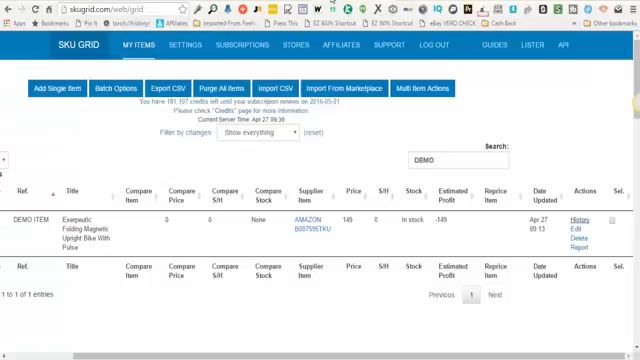 skugrid.com/web/grid
Apps
Bookmarks
Pin It
torch/history
Affiliates
Imported From Firef
Press This
EZ ASIN Shortcut
EZ WIN Shortcut
eBay VERO CHECK
Cash Back
Other bookmarks
SKU GRID
MY ITEMS
SETTINGS
SUBSCRIPTIONS
STORES
AFFILIATES
SUPPORT
LOG OUT
GUIDES
LISTER
API
Add Single Item
Batch Options
Export CSV
Purge All Items
Import CSV
Import From Marketplace
Multi Item Actions
You have 181,107 credits left until your subscription renews on 2016-05-01
Please check "Credits" page for more information.
Current Server Time: Apr 27 09:36
Filter by changes:
Show everything
(reset)
Search:
DEMO
Ref.
Title
Compare Item
Compare Price
Compare S/H
Compare Stock
Supplier Item
Price
S/H
Stock
Estimated Profit
Reprice Item
Date Updated
Actions
Sel.
DEMO ITEM
Exerpeutic
Folding Magnetic
Upright Bike With
Pulse
0
0
None
AMAZON
B007595TKU
149
0
In stock
-149
Apr 27
09:13
History
Edit
Delete
Report
Ref.
Title
Compare Item
Compare Price
Compare S/H
Compare Stock
Supplier Item
Price
S/H
Stock
Estimated Profit
Reprice Item
Date Updated
Actions
Sel.
1 to 1 of 1 entries
Previous
1
Next